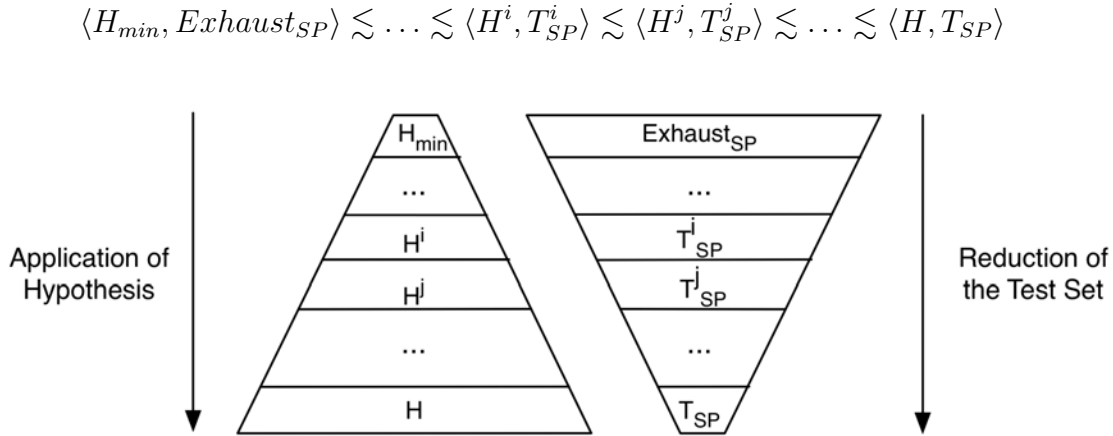 ⟨H_min, Exhaust_SP⟩ ≲ … ≲ ⟨H^i, T^i_SP⟩ ≲ ⟨H^j, T^j_SP⟩ ≲ … ≲ ⟨H, T_SP⟩
H_min
Exhaust_SP
...
...
H^i
T^i_SP
Application of
Hypothesis
Reduction of
the Test Set
H^j
T^j_SP
...
...
H
T_SP